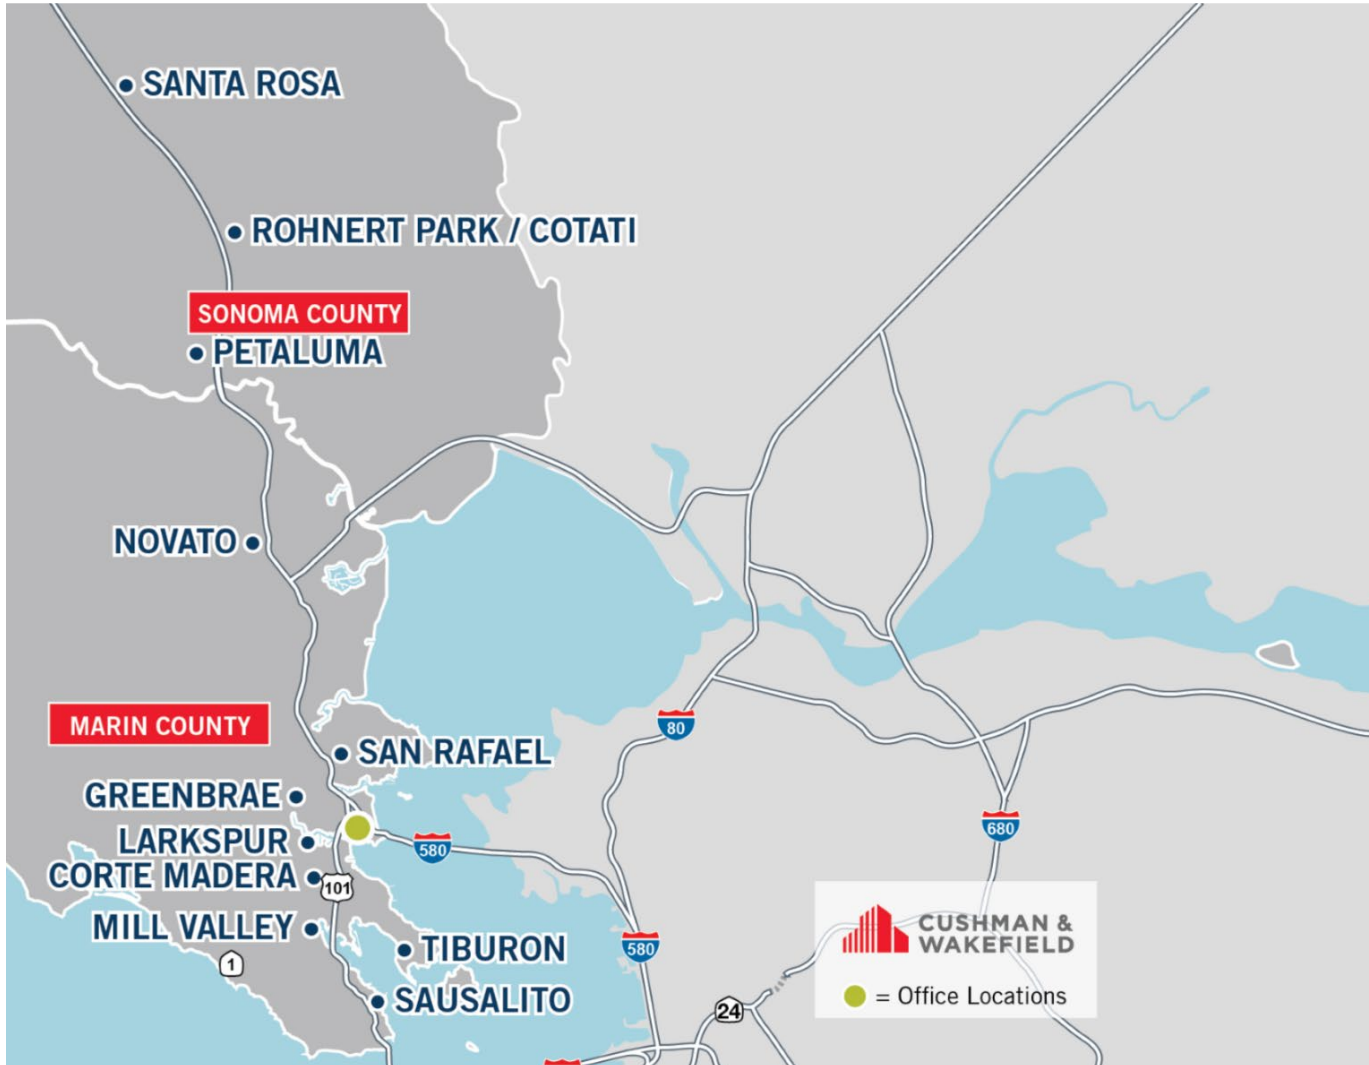 SANTA ROSA
ROHNERT PARK / COTATI
SONOMA COUNTY
PETALUMA
NOVATO
MARIN COUNTY
80
SAN RAFAEL
GREENBRAE
680
LARKSPUR
580
CORTE MADERA
101
MILL VALLEY
CUSHMAN &
WAKEFIELD
580
TIBURON
1
= Office Locations
SAUSALITO
24